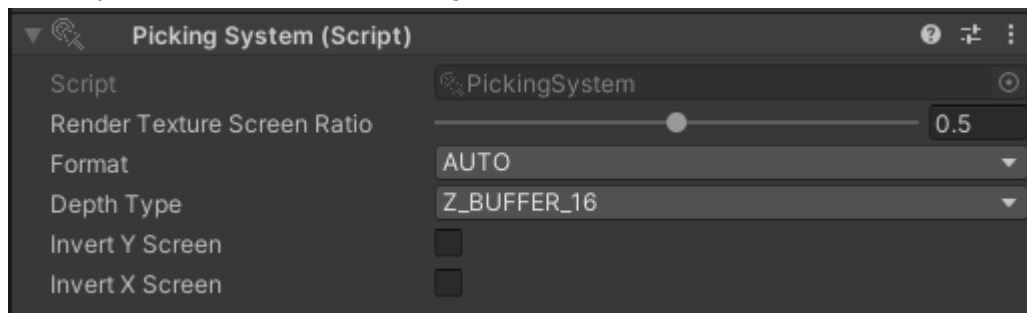 Picking System (Script)
Script PickingSystem
Render Texture Screen Ratio 0.5
Format AUTO
Depth Type Z_BUFFER_16
Invert Y Screen
Invert X Screen